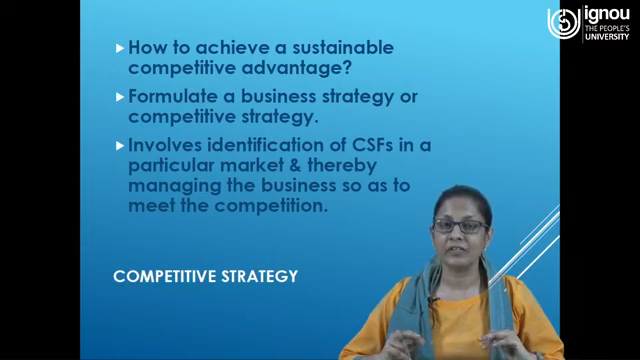 How to achieve a sustainable
competitive advantage?
Formulate a business strategy or
competitive strategy.
Involves identification of CSFs in a
particular market & thereby
managing the business so as to
meet the competition.
COMPETITIVE STRATEGY
ignou
THE PEOPLE'S
UNIVERSITY